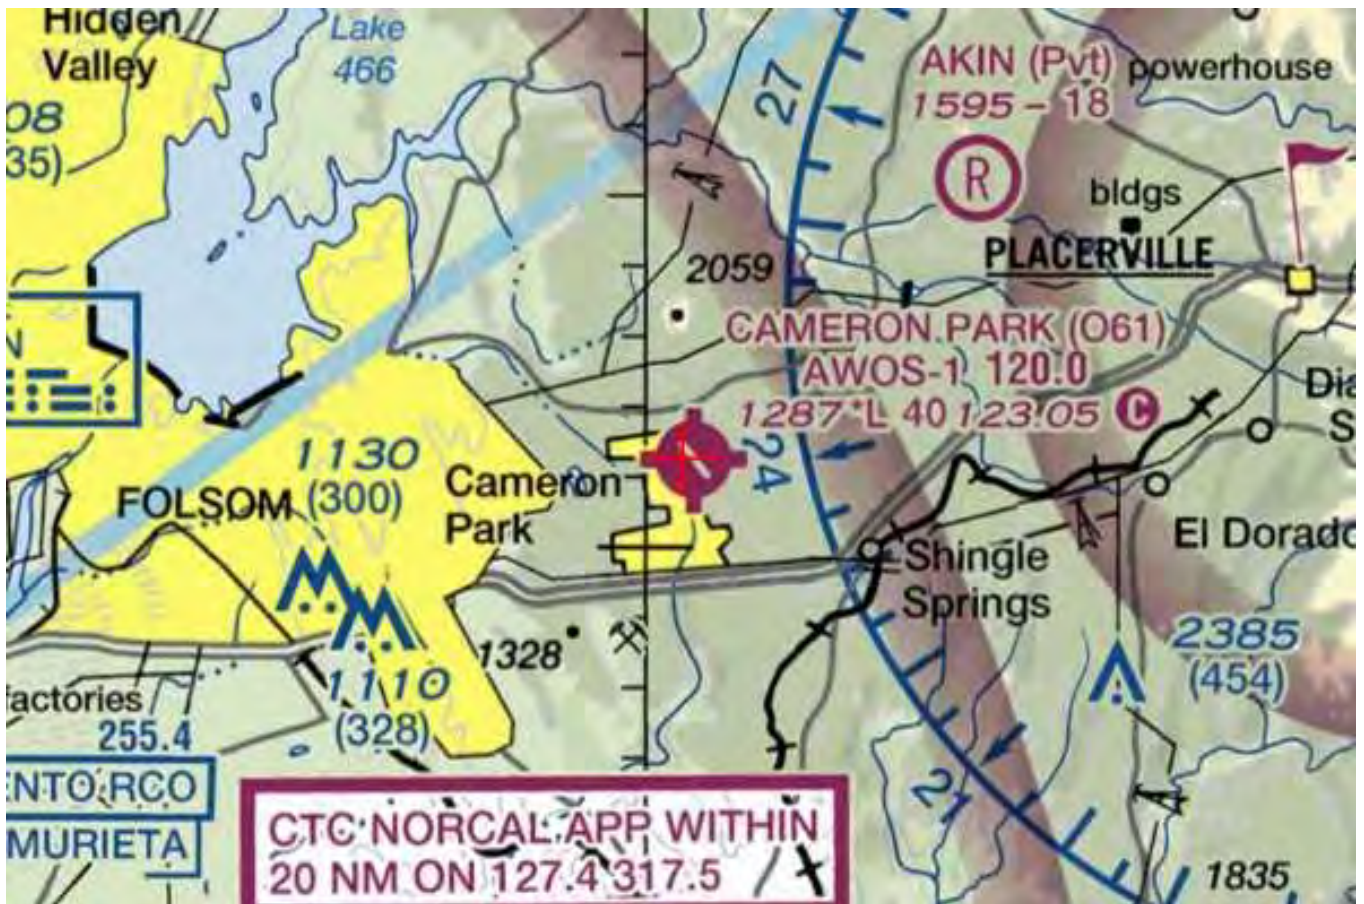 Hidden
Valley
Lake
466
08
35)
AKIN (Pvt)
1595 - 18
R
powerhouse
bldgs
PLACERVILLE
27
2059
CAMERON PARK (O61)
AWOS-1 120.0
1287 *L 40 123.05 C
24
N
1130
(300)
FOLSOM
Cameron
Park
Dia
S
El Dorado
Shingle
Springs
2385
(454)
1328
1110
(328)
actories
255.4
ENTO RCO
MURIETA
21
CTC NORCAL APP WITHIN
20 NM ON 127.4 317.5
1835